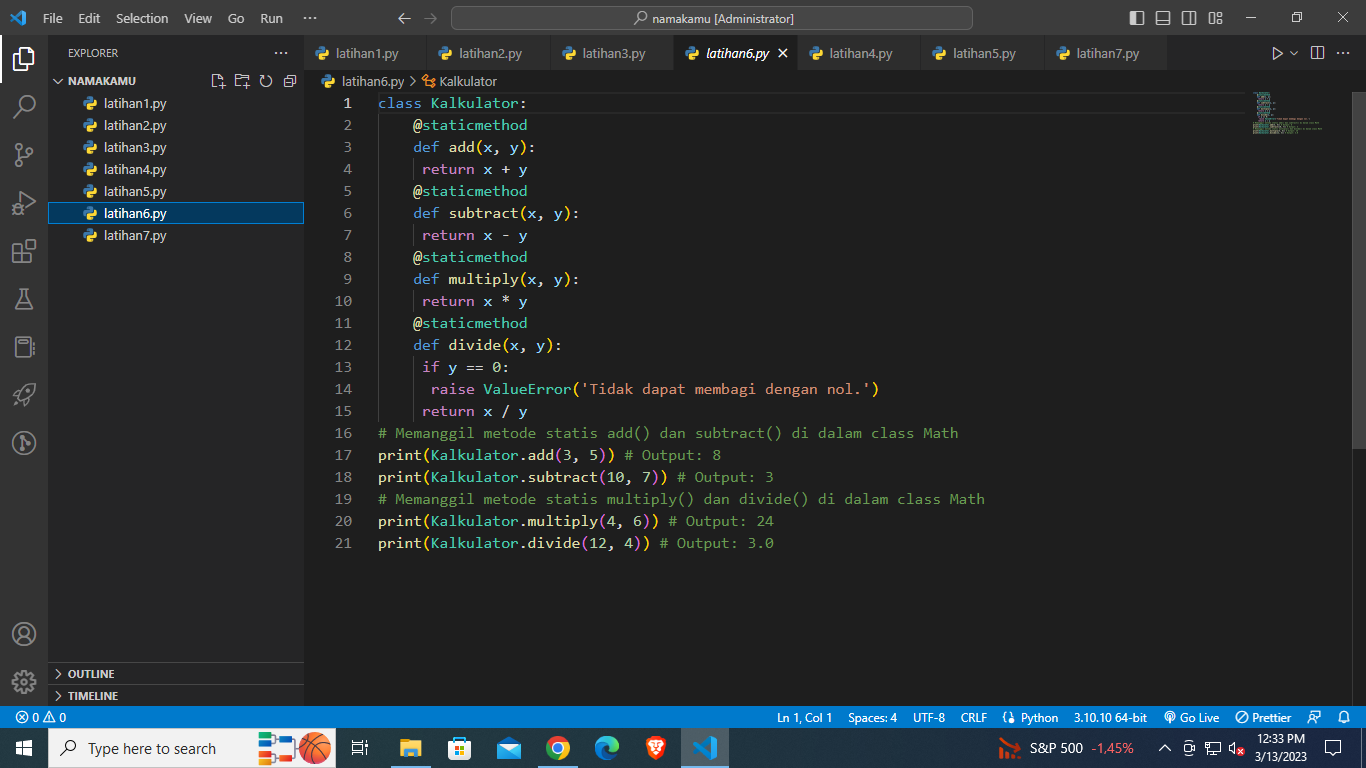 File Edit Selection View Go Run ··· namakamu [Administrator]
EXPLORER ···
NAMAKAMU
latihan1.py
latihan2.py
latihan3.py
latihan4.py
latihan5.py
latihan6.py
latihan7.py
OUTLINE
TIMELINE
latihan1.py latihan2.py latihan3.py latihan6.py latihan4.py latihan5.py latihan7.py
latihan6.py > Kalkulator
1 class Kalkulator:
2 @staticmethod
3 def add(x, y):
4 return x + y
5 @staticmethod
6 def subtract(x, y):
7 return x - y
8 @staticmethod
9 def multiply(x, y):
10 return x * y
11 @staticmethod
12 def divide(x, y):
13 if y == 0:
14 raise ValueError('Tidak dapat membagi dengan nol.')
15 return x / y
16 # Memanggil metode statis add() dan subtract() di dalam class Math
17 print(Kalkulator.add(3, 5)) # Output: 8
18 print(Kalkulator.subtract(10, 7)) # Output: 3
19 # Memanggil metode statis multiply() dan divide() di dalam class Math
20 print(Kalkulator.multiply(4, 6)) # Output: 24
21 print(Kalkulator.divide(12, 4)) # Output: 3.0
0 0 Ln 1, Col 1 Spaces: 4 UTF-8 CRLF Python 3.10.10 64-bit Go Live Prettier
Type here to search S&P 500 -1,45% 12:33 PM
3/13/2023